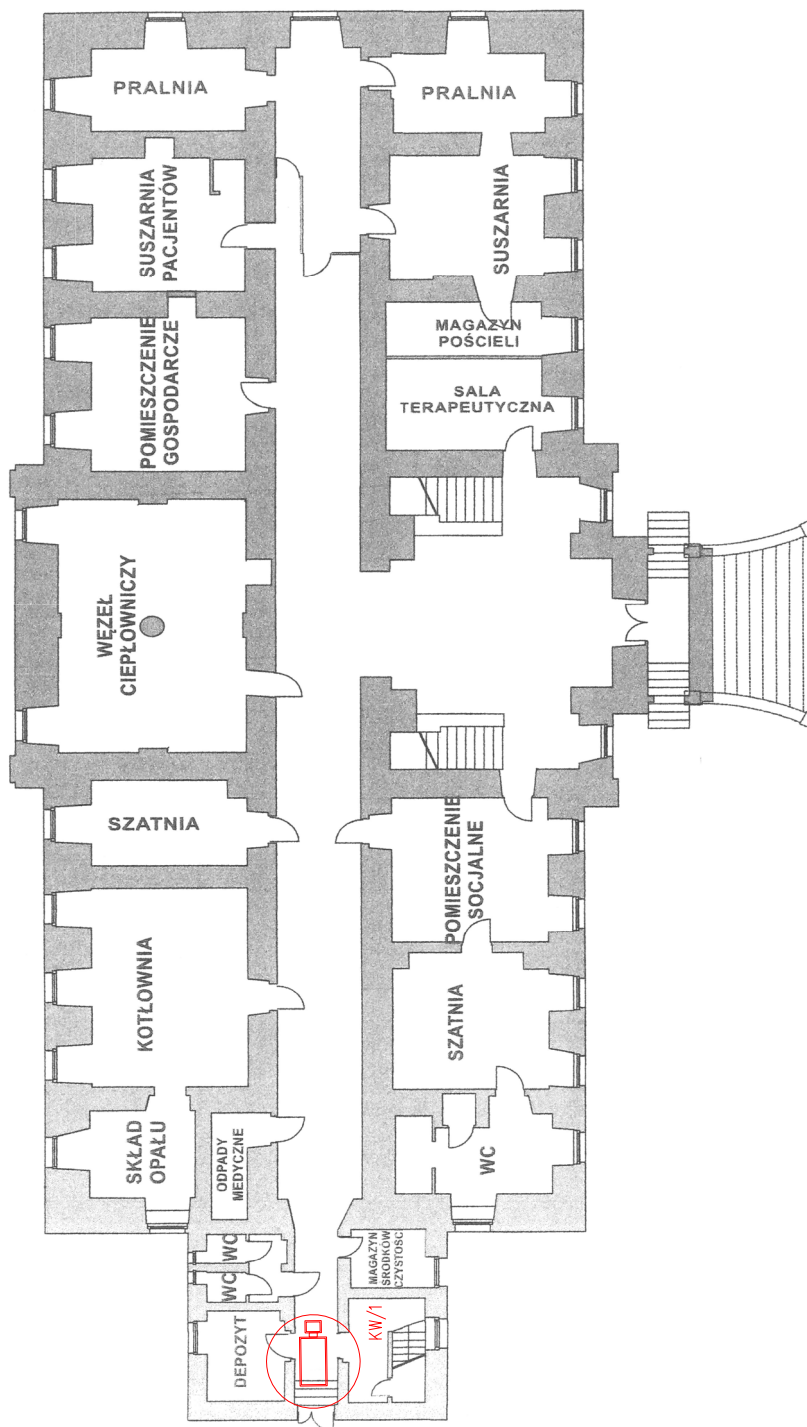 PRALNIA
PRALNIA
SUSZARNIA
PACJENTÓW
SUSZARNIA
POMIESZCZENIE
GOSPODARCZE
MAGAZYN
POŚCIELI
SALA
TERAPEUTYCZNA
WĘZEŁ
CIEPŁOWNICZY
SZATNIA
POMIESZCZENIE
SOCJALNE
KOTŁOWNIA
SZATNIA
SKŁAD
OPAŁU
ODPADY
MEDYCZNE
WC
WC
WC
MAGAZYN
ŚRODKÓW
CZYSTOŚC
DEPOZYT
KW/1